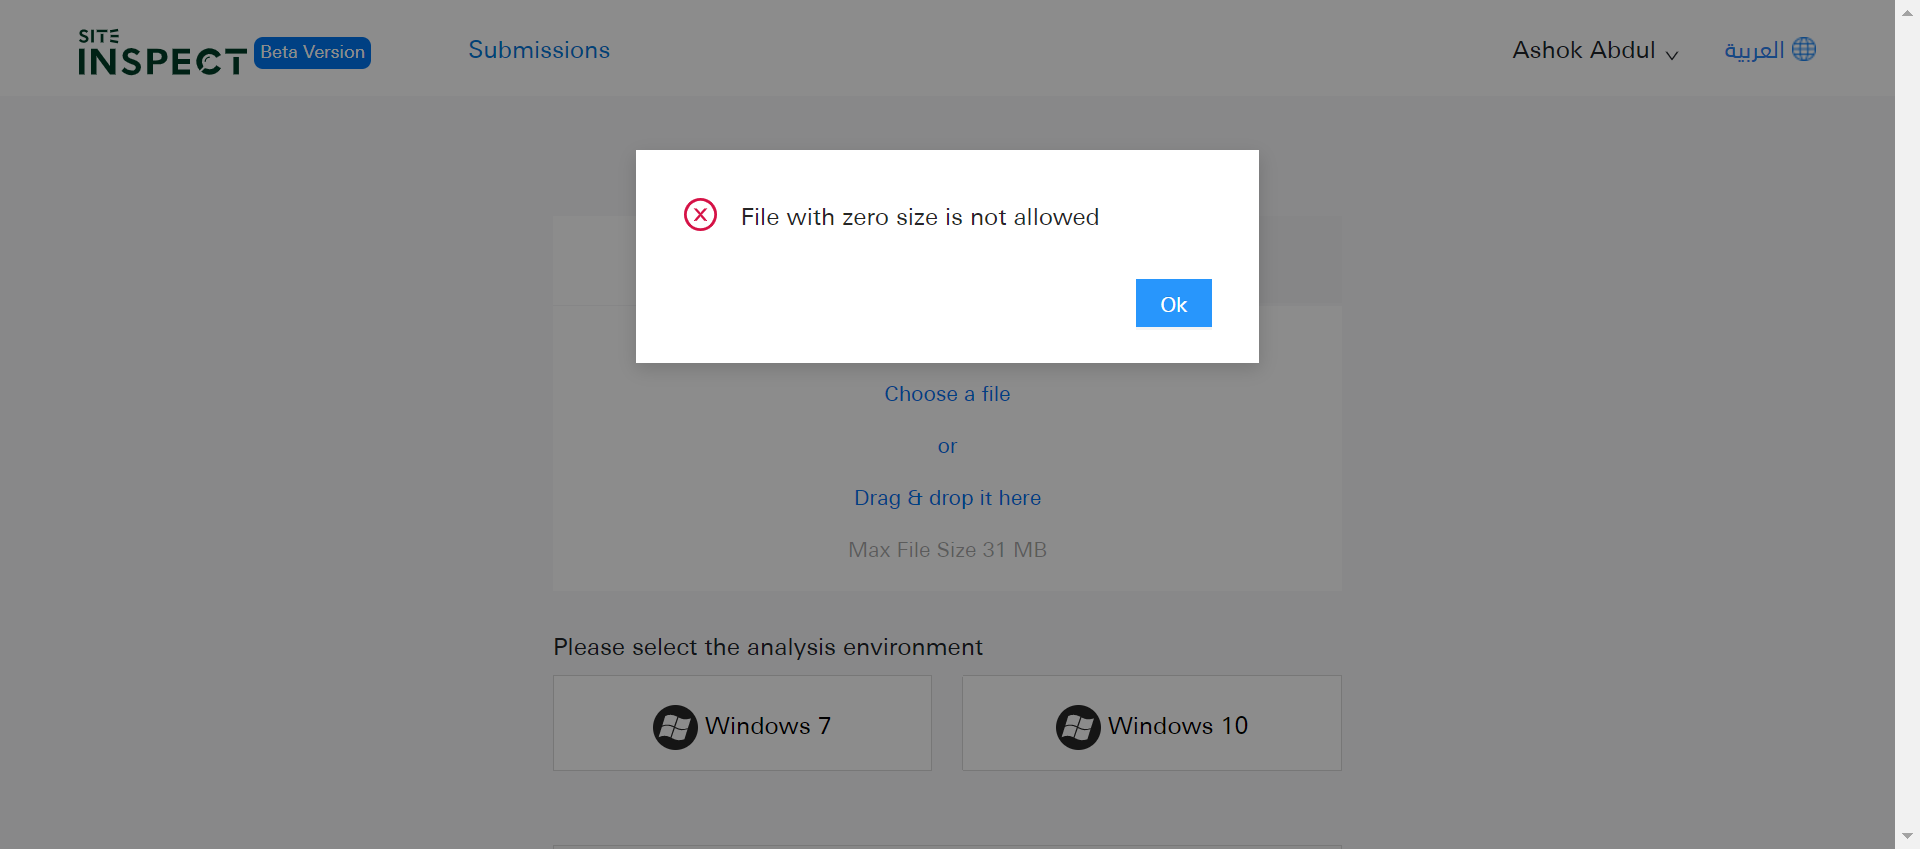 SITE
INSPECT Beta Version
Submissions
Ashok Abdul
العربية
File with zero size is not allowed
Ok
Choose a file
or
Drag & drop it here
Max File Size 31 MB
Please select the analysis environment
Windows 7
Windows 10